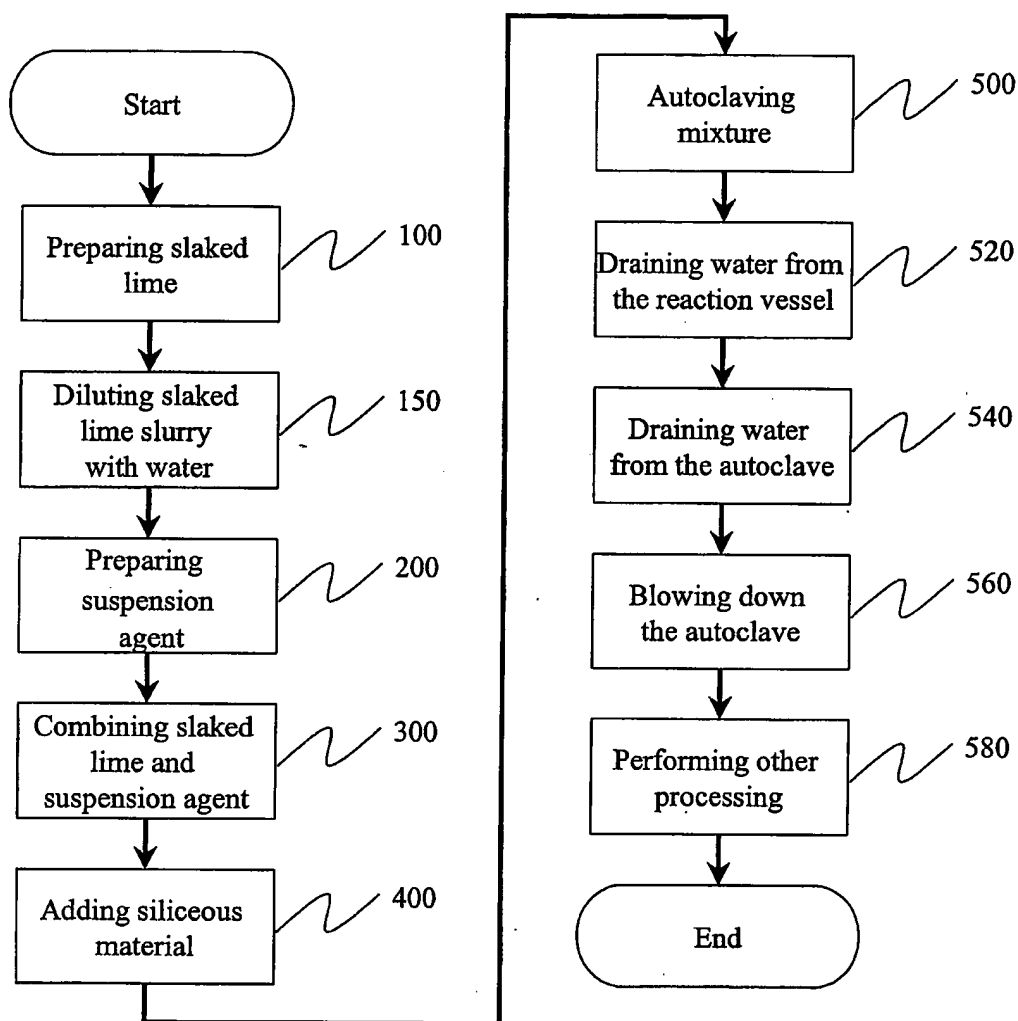 Start
Preparing slaked
lime
100
Diluting slaked
lime slurry
with water
150
Preparing
suspension
agent
200
Combining slaked
lime and
suspension agent
300
Adding siliceous
material
400
Autoclaving
mixture
500
Draining water from
the reaction vessel
520
Draining water
from the autoclave
540
Blowing down
the autoclave
560
Performing other
processing
580
End